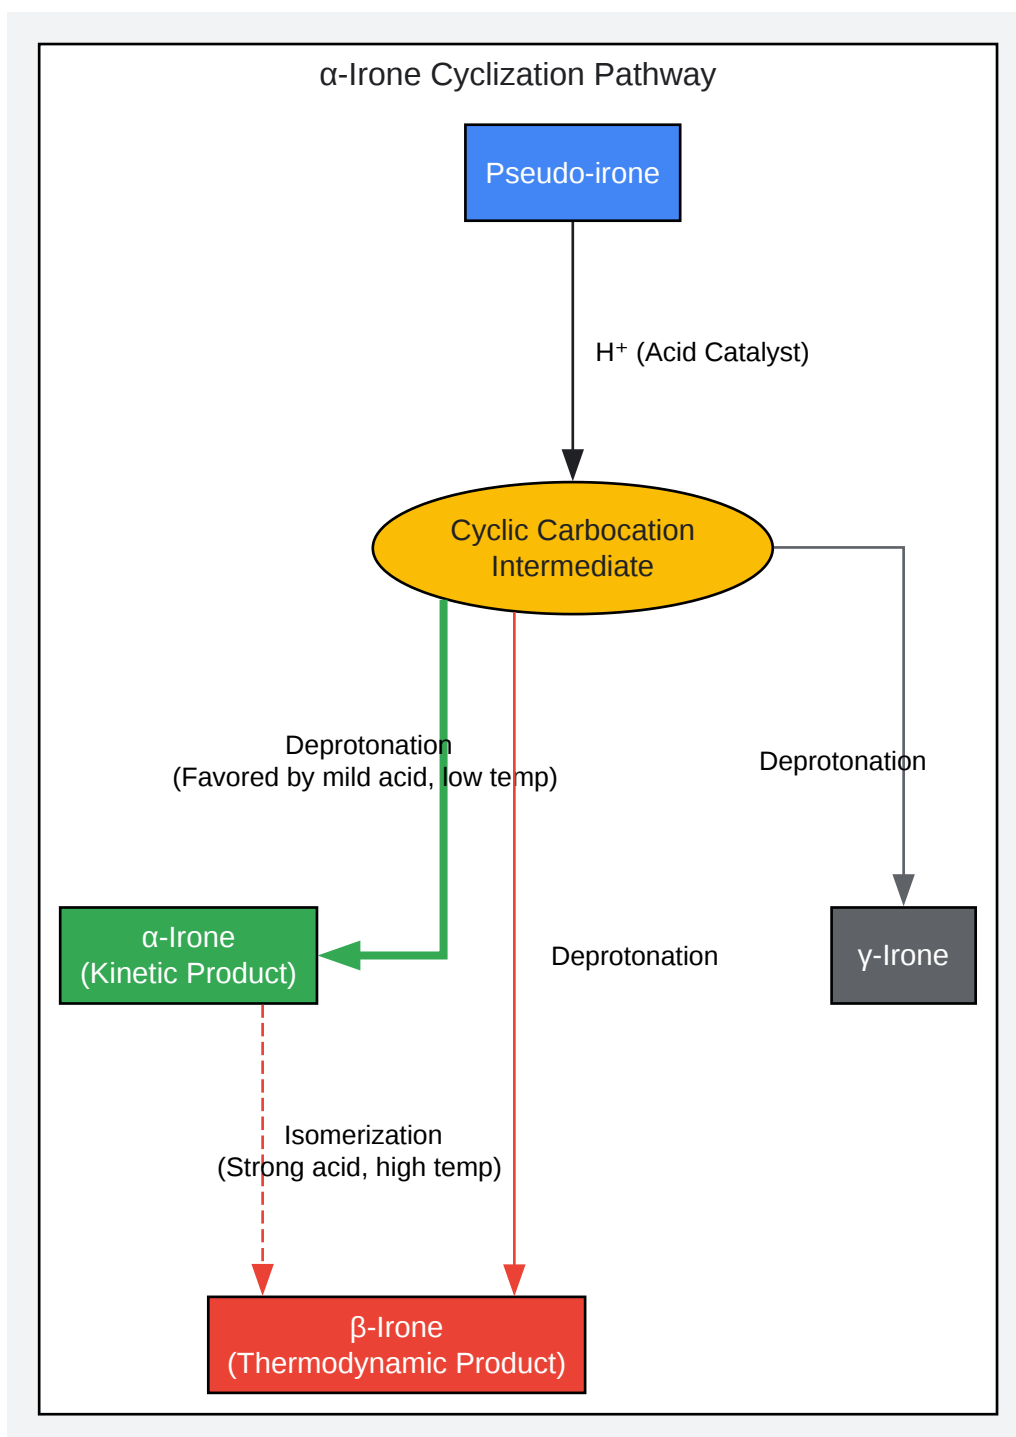 α-Irone Cyclization Pathway
Pseudo-irone
H⁺ (Acid Catalyst)
Cyclic Carbocation
Intermediate
Deprotonation
(Favored by mild acid, low temp)
Deprotonation
α-Irone
(Kinetic Product)
Deprotonation
γ-Irone
Isomerization
(Strong acid, high temp)
β-Irone
(Thermodynamic Product)